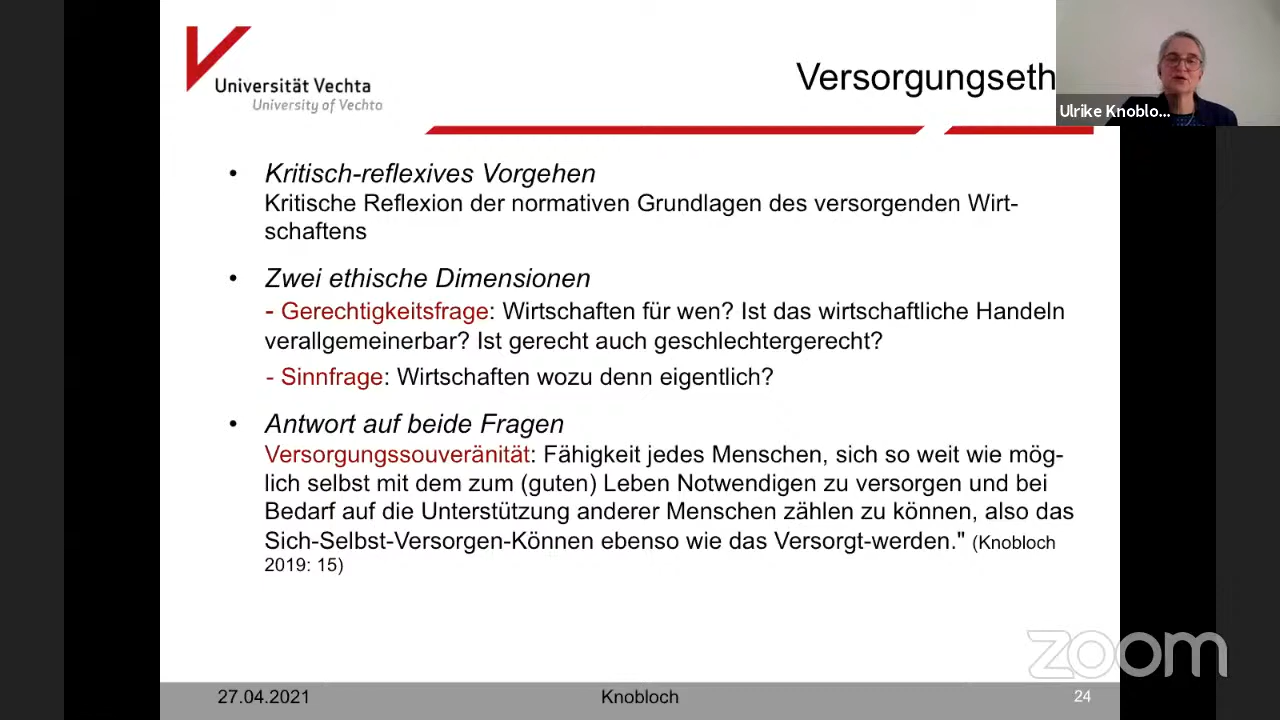 Universität Vechta
University of Vechta
Versorgungseth
Ulrike Knoblo...
• Kritisch-reflexives Vorgehen
Kritische Reflexion der normativen Grundlagen des versorgenden Wirt-
schaftens
• Zwei ethische Dimensionen
- Gerechtigkeitsfrage: Wirtschaften für wen? Ist das wirtschaftliche Handeln
verallgemeinerbar? Ist gerecht auch geschlechtergerecht?
- Sinnfrage: Wirtschaften wozu denn eigentlich?
• Antwort auf beide Fragen
Versorgungssouveränität: Fähigkeit jedes Menschen, sich so weit wie mög-
lich selbst mit dem zum (guten) Leben Notwendigen zu versorgen und bei
Bedarf auf die Unterstützung anderer Menschen zählen zu können, also das
Sich-Selbst-Versorgen-Können ebenso wie das Versorgt-werden." (Knobloch
2019: 15)
zoom
27.04.2021 Knobloch 24